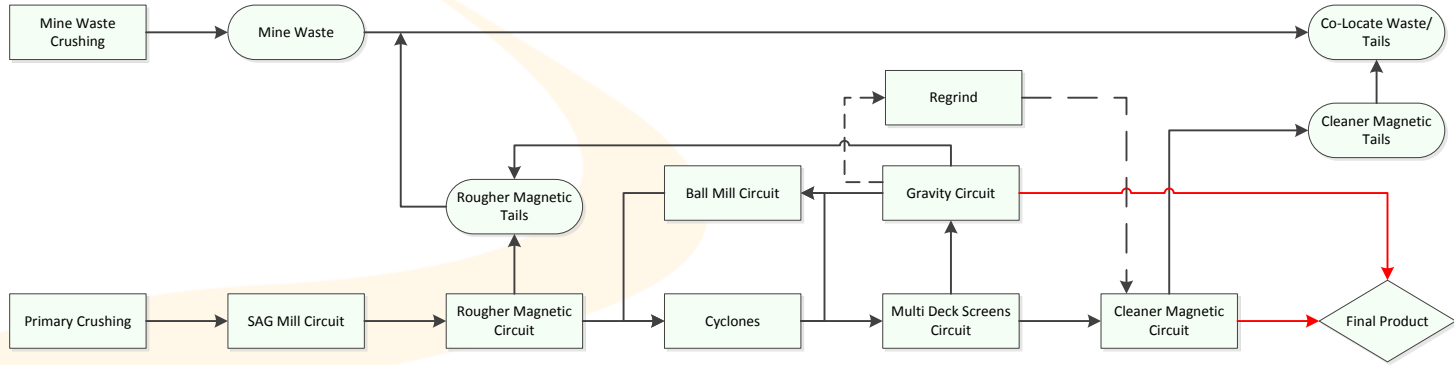 Mine Waste
Crushing
Mine Waste
Co-Locate Waste/
Tails
Regrind
Cleaner Magnetic
Tails
Rougher Magnetic
Tails
Ball Mill Circuit
Gravity Circuit
Primary Crushing
SAG Mill Circuit
Rougher Magnetic
Circuit
Cyclones
Multi Deck Screens
Circuit
Cleaner Magnetic
Circuit
Final Product